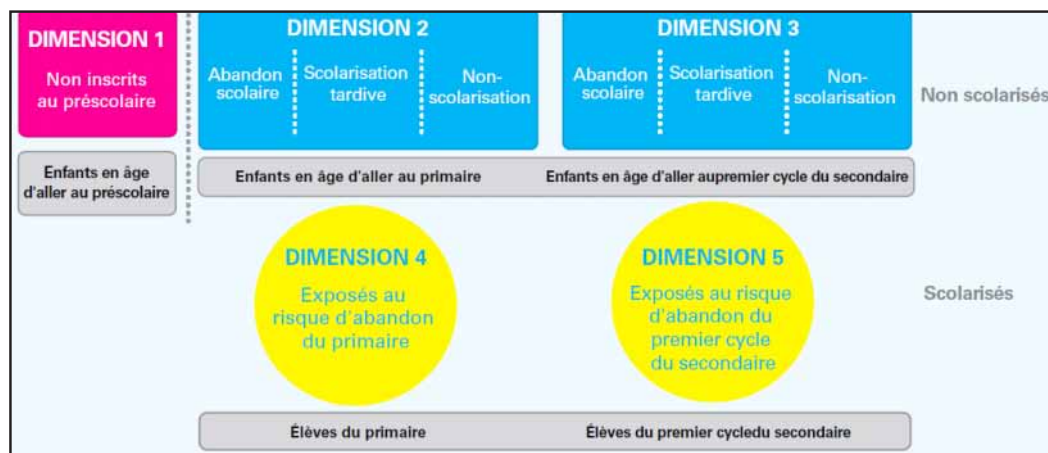 DIMENSION 1
Non inscrits
au préscolaire
DIMENSION 2
Abandon
scolaire
Scolarisation
tardive
Non-
scolarisation
DIMENSION 3
Abandon
scolaire
Scolarisation
tardive
Non-
scolarisation
Non scolarisés
Enfants en âge
d'aller au préscolaire
Enfants en âge d'aller au primaire
Enfants en âge d'aller aupremier cycle du secondaire
DIMENSION 4
Exposés au
risque d'abandon
du primaire
DIMENSION 5
Exposés au risque
d'abandon du
premier cycle
du secondaire
Scolarisés
Élèves du primaire
Élèves du premier cycledu secondaire